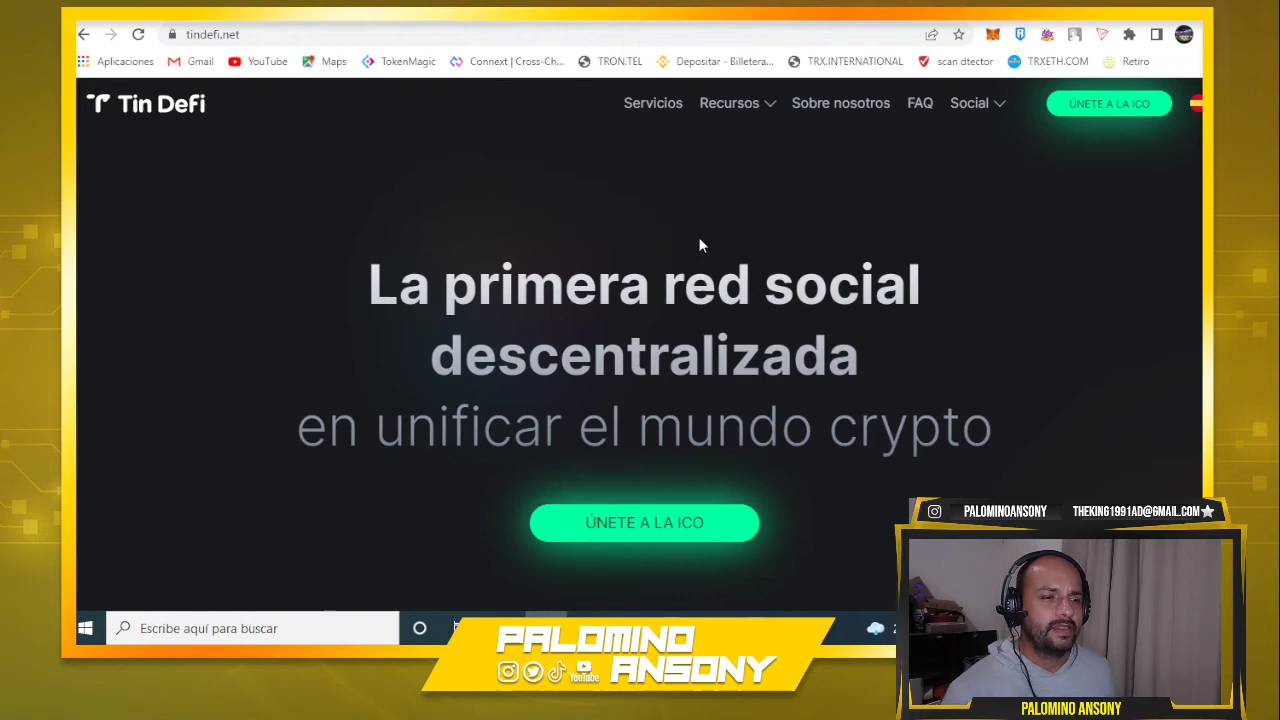 tindefi.net
Aplicaciones Gmail YouTube Maps TokenMagic Connext | Cross-Ch... TRON.TEL Depositar - Billetera... TRX.INTERNATIONAL scan dtector TRXETH.COM Retiro
Tin Defi Servicios Recursos Sobre nosotros FAQ Social ÚNETE A LA ICO
La primera red social
descentralizada
en unificar el mundo crypto
ÚNETE A LA ICO
PALOMINOANSONY THEKING1991AD@GMAIL.COM
Escribe aquí para buscar
PALOMINO
YouTube ANSONY
PALOMINO ANSONY